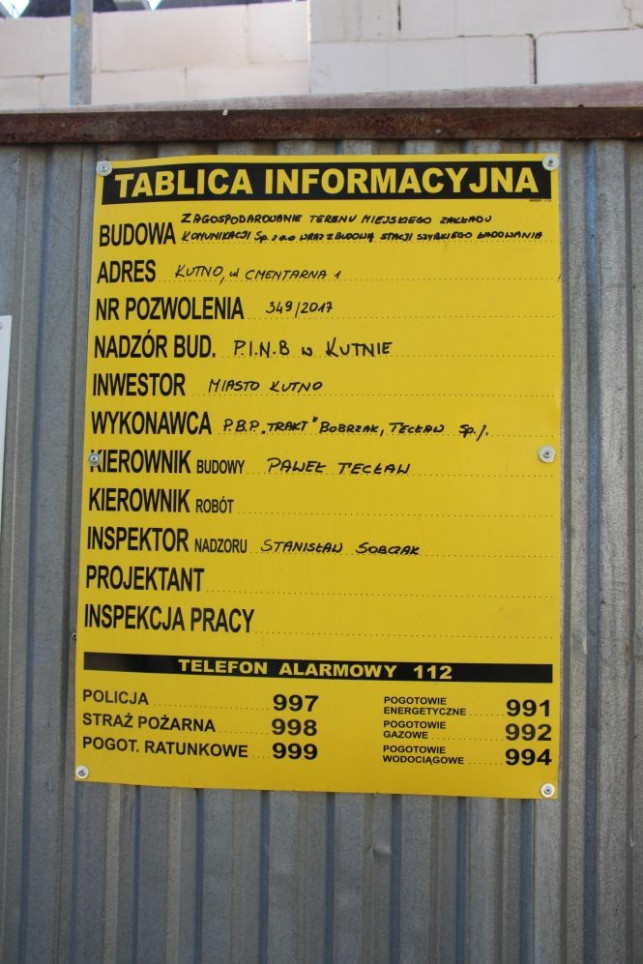 TABLICA INFORMACYJNA
ZAGOSPODAROWANIE TERENU MIEJSKIEGO ZAKŁADU
BUDOWA KOMUNIKACJI Sp. z o.o WRAZ Z BUDOWĄ STACJI SZYBKIEGO ŁADOWANIA
ADRES KUTNO, ul CMENTARNA 1
NR POZWOLENIA 349/2017
NADZÓR BUD. P.I.N.B w KUTNIE
INWESTOR MIASTO KUTNO
WYKONAWCA P.B.P. „TRAKT" BOBRZAK, TECŁAW Sp. j.
KIEROWNIK BUDOWY PAWEŁ TECŁAW
KIEROWNIK ROBÓT
INSPEKTOR NADZORU STANISŁAW SOBCZAK
PROJEKTANT
INSPEKCJA PRACY
TELEFON ALARMOWY 112
POLICJA 997
STRAŻ POŻARNA 998
POGOT. RATUNKOWE 999
POGOTOWIE
ENERGETYCZNE 991
POGOTOWIE
GAZOWE 992
POGOTOWIE
WODOCIĄGOWE 994